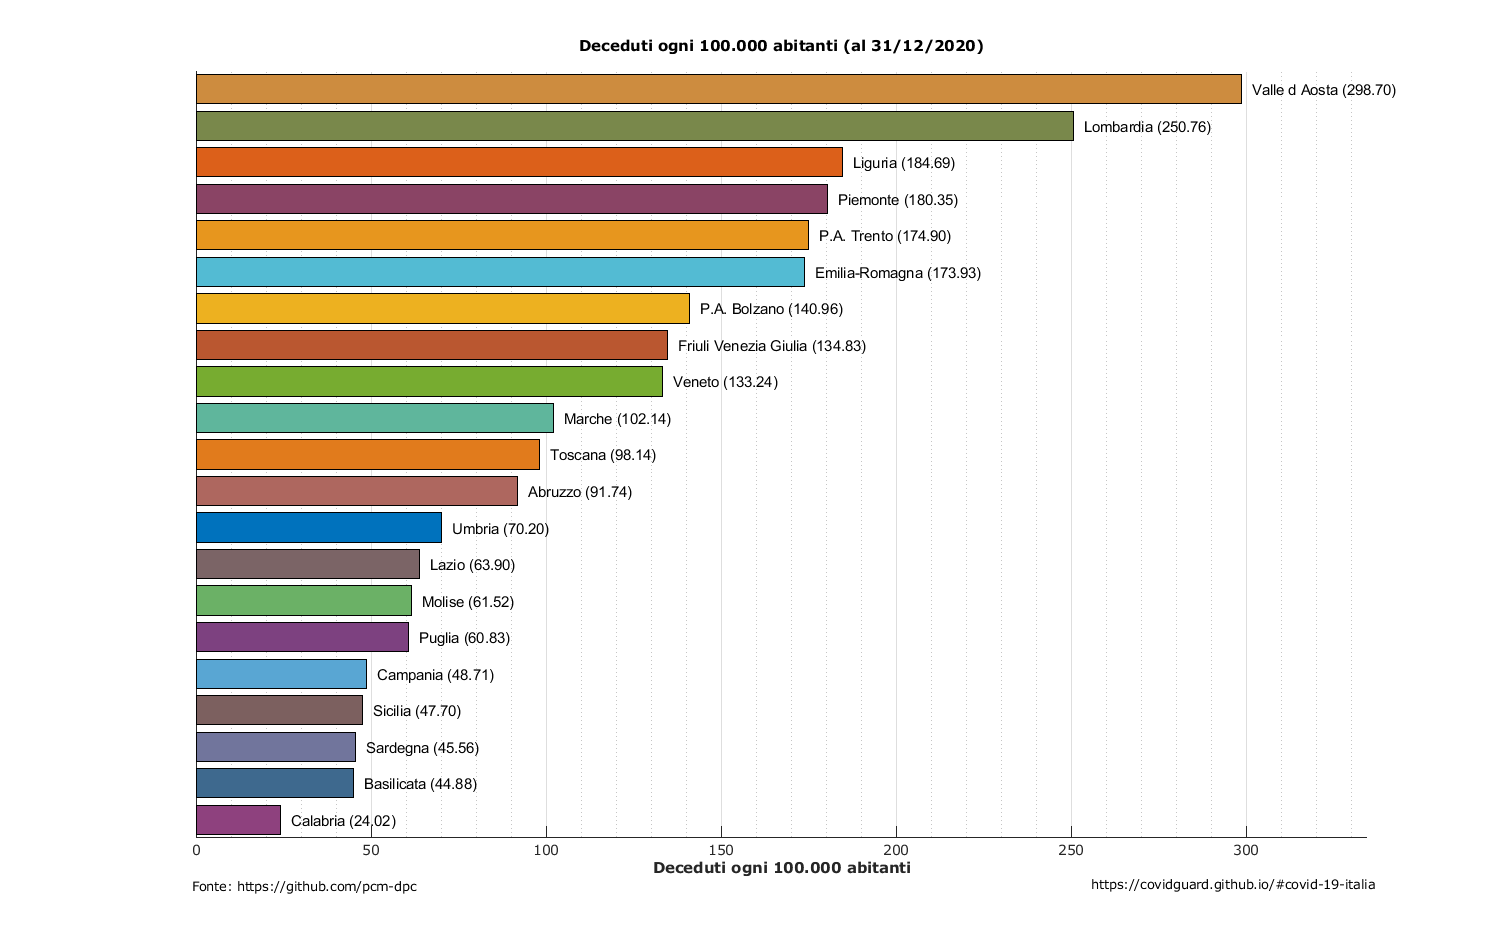 Deceduti ogni 100.000 abitanti (al 31/12/2020)
Valle d Aosta (298.70)
Lombardia (250.76)
Liguria (184.69)
Piemonte (180.35)
P.A. Trento (174.90)
Emilia-Romagna (173.93)
P.A. Bolzano (140.96)
Friuli Venezia Giulia (134.83)
Veneto (133.24)
Marche (102.14)
Toscana (98.14)
Abruzzo (91.74)
Umbria (70.20)
Lazio (63.90)
Molise (61.52)
Puglia (60.83)
Campania (48.71)
Sicilia (47.70)
Sardegna (45.56)
Basilicata (44.88)
Calabria (24.02)
0 50 100 150 200 250 300
Deceduti ogni 100.000 abitanti
Fonte: https://github.com/pcm-dpc
https://covidguard.github.io/#covid-19-italia